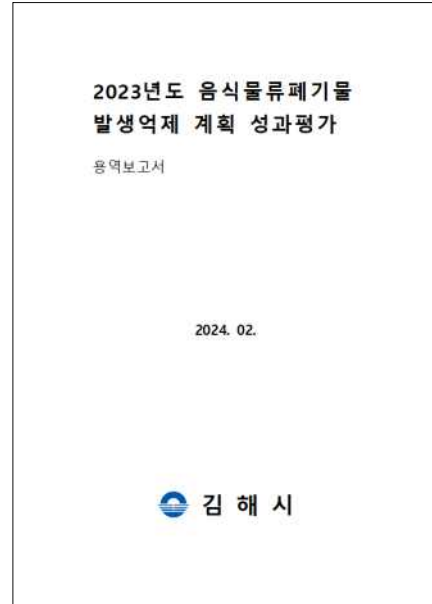 2023년도 음식물류폐기물
발생억제 계획 성과평가
용역보고서
2024. 02.
김 해 시